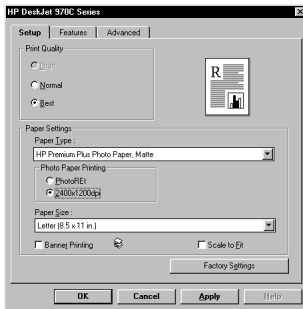 HP DeskJet 970C Series
Setup Features Advanced
Print Quality
Draft
Normal
Best
R
Paper Settings
Paper Type :
HP Premium Plus Photo Paper, Matte
Photo Paper Printing
PhotoREt
2400x1200dpi
Paper Size :
Letter (8.5 x 11 in.)
Banner Printing Scale to Fit
Factory Settings
OK Cancel Apply Help